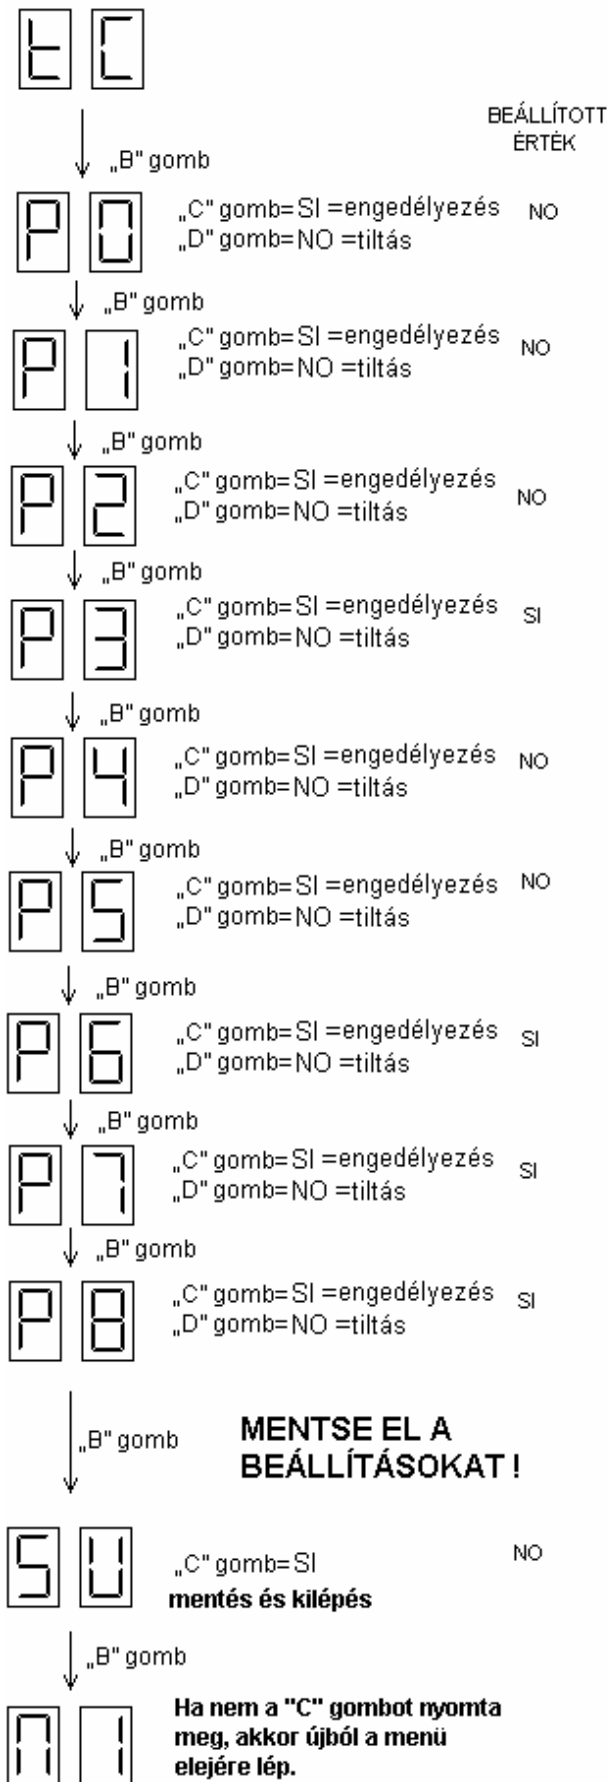 tC
BEÁLLÍTOTT
ÉRTÉK
„B" gomb
P0 „C" gomb=SI =engedélyezés NO
„D" gomb=NO =tiltás
„B" gomb
P1 „C" gomb=SI =engedélyezés NO
„D" gomb=NO =tiltás
„B" gomb
P2 „C" gomb=SI =engedélyezés NO
„D" gomb=NO =tiltás
„B" gomb
P3 „C" gomb=SI =engedélyezés SI
„D" gomb=NO =tiltás
„B" gomb
P4 „C" gomb=SI =engedélyezés NO
„D" gomb=NO =tiltás
„B" gomb
P5 „C" gomb=SI =engedélyezés NO
„D" gomb=NO =tiltás
„B" gomb
P6 „C" gomb=SI =engedélyezés SI
„D" gomb=NO =tiltás
„B" gomb
P7 „C" gomb=SI =engedélyezés SI
„D" gomb=NO =tiltás
„B" gomb
P8 „C" gomb=SI =engedélyezés SI
„D" gomb=NO =tiltás
„B" gomb
MENTSE EL A
BEÁLLÍTÁSOKAT !
SU „C" gomb=SI NO
mentés és kilépés
„B" gomb
П1 Ha nem a "C" gombot nyomta
meg, akkor újból a menü
elejére lép.